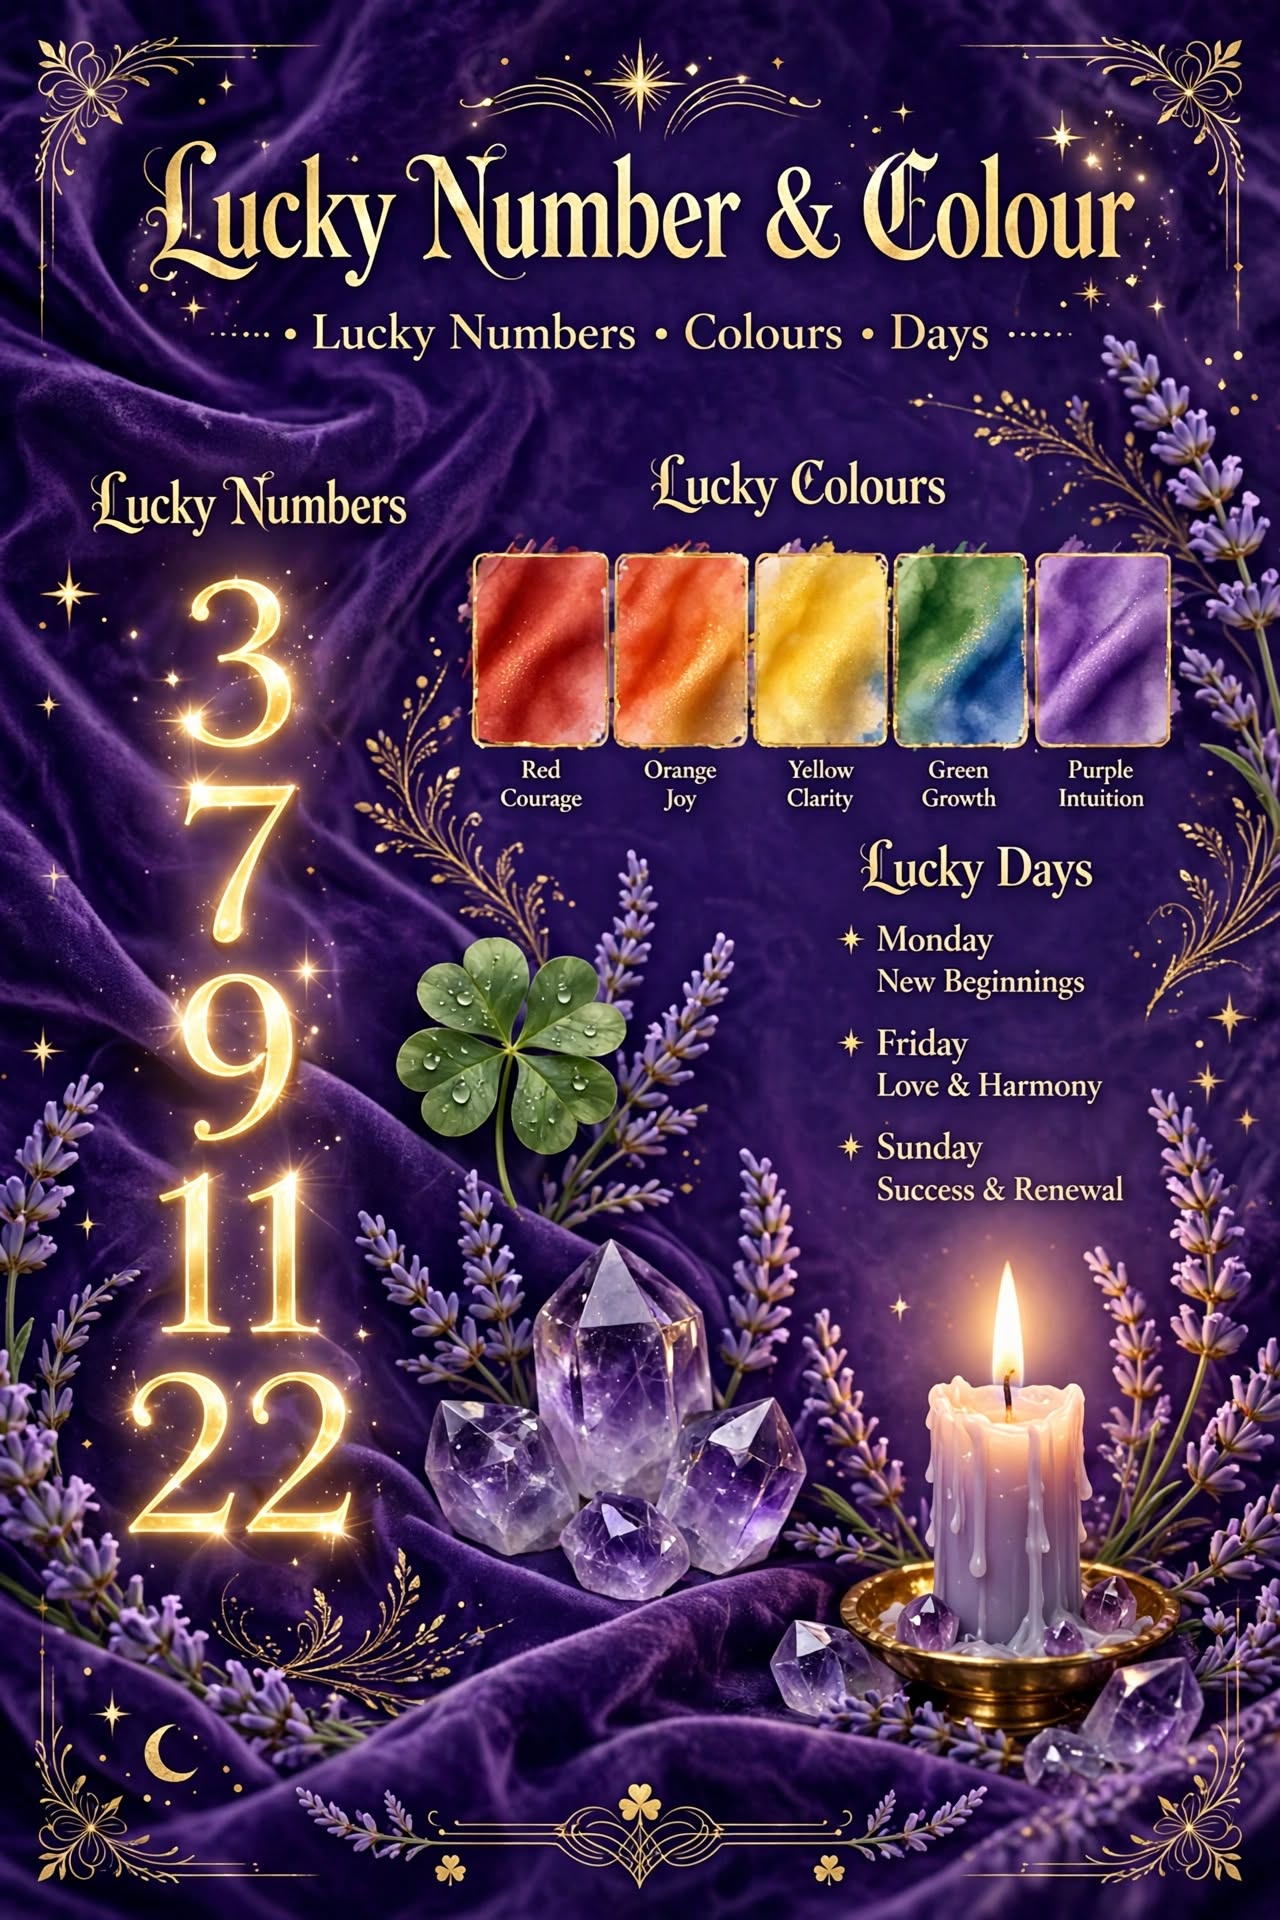 Lucky Number & Colour
• Lucky Numbers • Colours • Days
Lucky Numbers
3
7
9
11
22
Lucky Colours
Red
Courage
Orange
Joy
Yellow
Clarity
Green
Growth
Purple
Intuition
Lucky Days
Monday
New Beginnings
Friday
Love & Harmony
Sunday
Success & Renewal